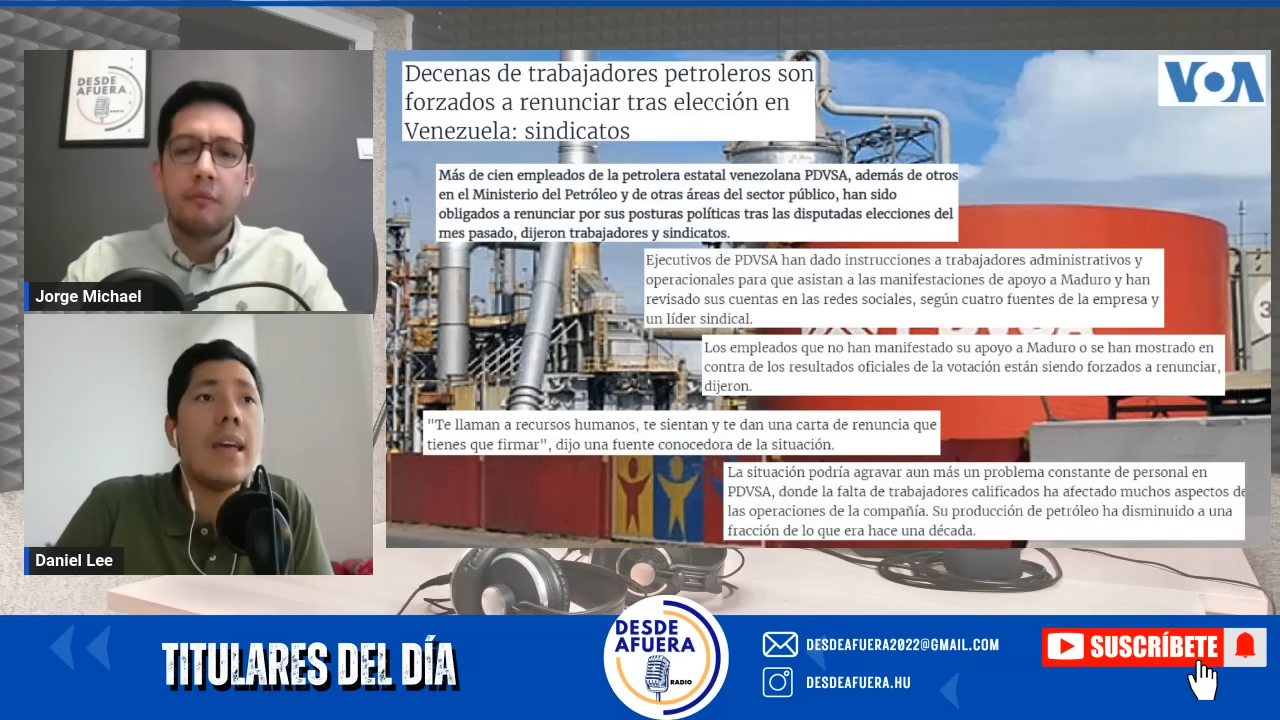 DESDE
AFUERA
RADIO
Jorge Michael
Daniel Lee
VOA
Decenas de trabajadores petroleros son
forzados a renunciar tras elección en
Venezuela: sindicatos
Más de cien empleados de la petrolera estatal venezolana PDVSA, además de otros
en el Ministerio del Petróleo y de otras áreas del sector público, han sido
obligados a renunciar por sus posturas políticas tras las disputadas elecciones del
mes pasado, dijeron trabajadores y sindicatos.
Ejecutivos de PDVSA han dado instrucciones a trabajadores administrativos y
operacionales para que asistan a las manifestaciones de apoyo a Maduro y han
revisado sus cuentas en las redes sociales, según cuatro fuentes de la empresa y
un líder sindical.
PDVSA
Los empleados que no han manifestado su apoyo a Maduro o se han mostrado en
contra de los resultados oficiales de la votación están siendo forzados a renunciar,
dijeron.
"Te llaman a recursos humanos, te sientan y te dan una carta de renuncia que
tienes que firmar", dijo una fuente conocedora de la situación.
La situación podría agravar aun más un problema constante de personal en
PDVSA, donde la falta de trabajadores calificados ha afectado muchos aspectos de
las operaciones de la compañía. Su producción de petróleo ha disminuido a una
fracción de lo que era hace una década.
3
TITULARES DEL DÍA
DESDE
AFUERA
RADIO
DESDEAFUERA2022@GMAIL.COM
DESDEAFUERA.HU
SUSCRÍBETE